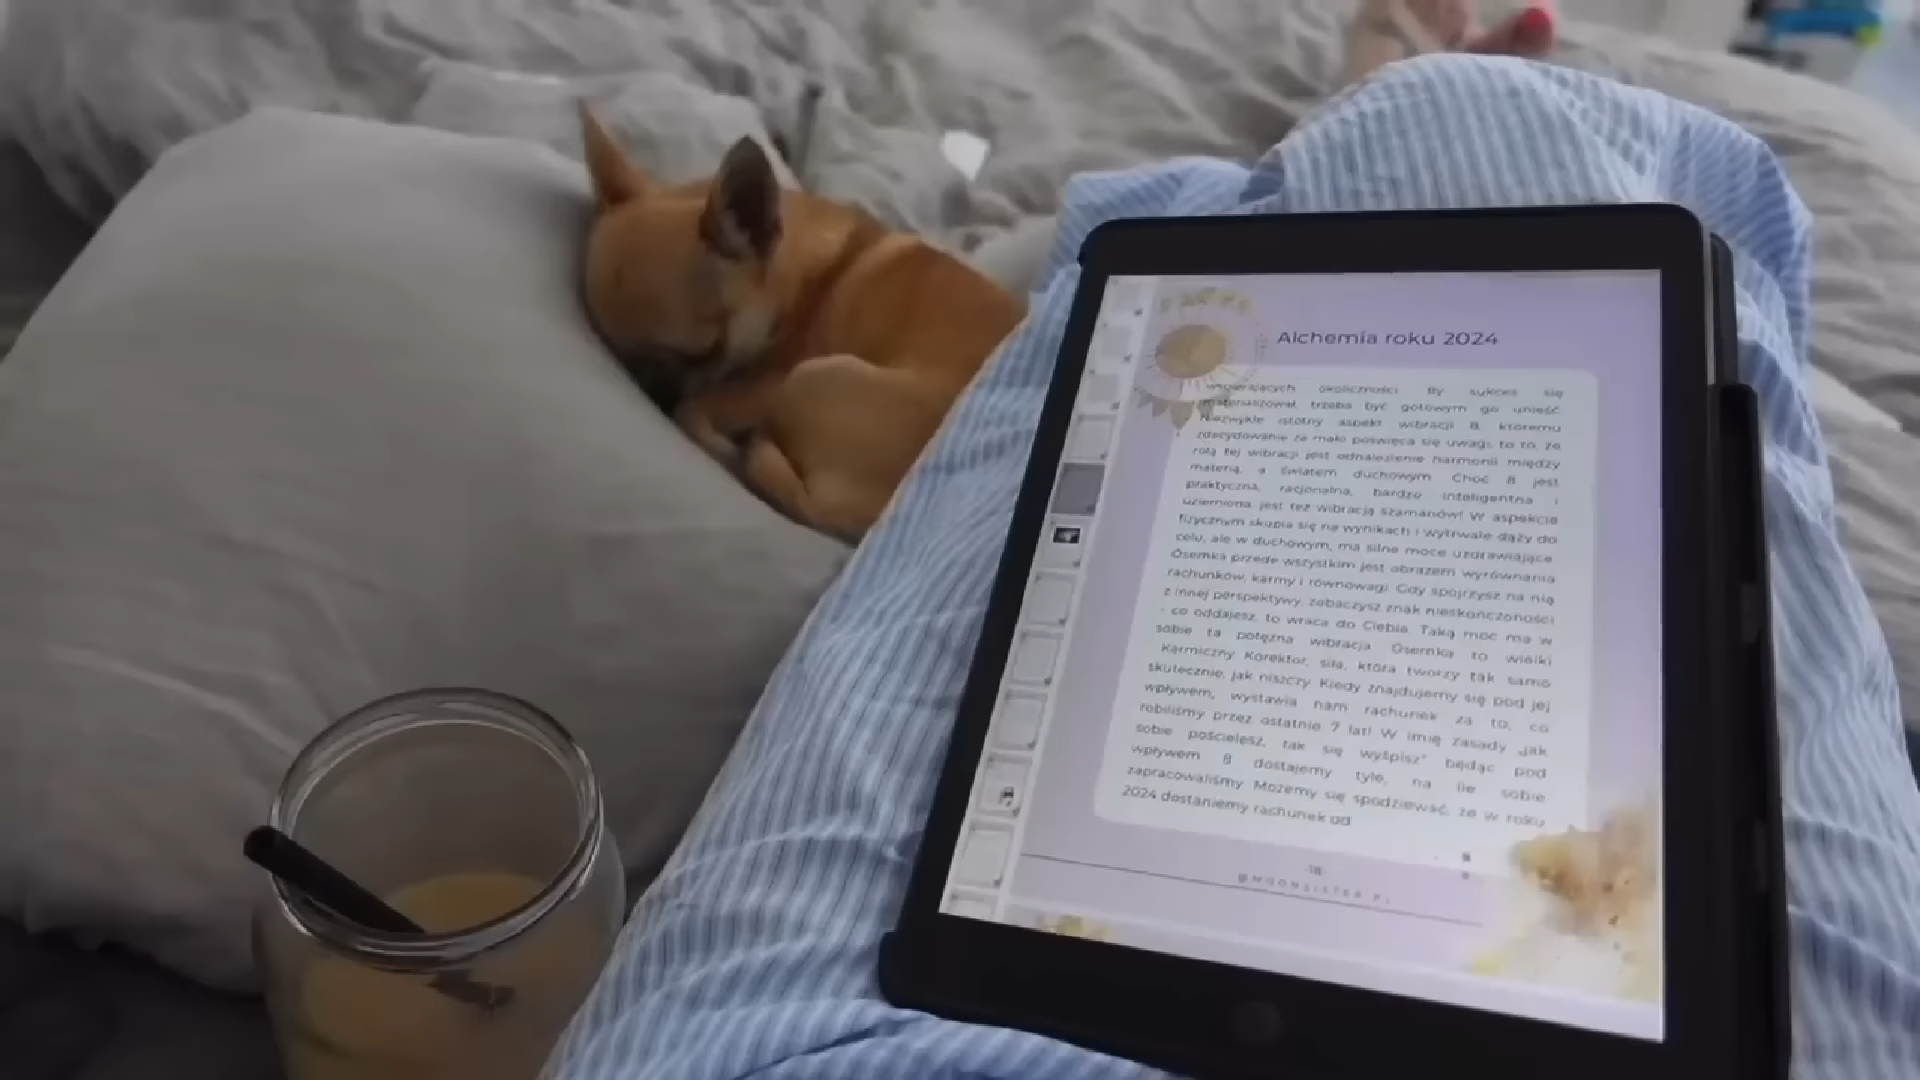 Alchemia roku 2024
wspierających okoliczności. By sukces się
zmaterializował, trzeba być gotowym go unieść.
Niezwykle istotny aspekt wibracji 8, któremu
zdecydowanie za mało poświęca się uwagi, to to, że
rolą tej wibracji jest odnalezienie harmonii między
materią, a światem duchowym. Choć 8 jest
praktyczna, racjonalna, bardzo inteligentna i
uziemiona, jest też wibracją szamanów! W aspekcie
fizycznym skupia się na wynikach i wytrwale dąży do
celu, ale w duchowym, ma silne moce uzdrawiające.
Ósemka przede wszystkim jest obrazem wyrównania
rachunków, karmy i równowagi. Gdy spojrzysz na nią
z innej perspektywy, zobaczysz znak nieskończoności
- co oddajesz, to wraca do Ciebie. Taką moc ma w
sobie ta potężna wibracja. Ósemka to wielki
Karmiczny Korektor, siła, która tworzy tak samo
skutecznie, jak niszczy. Kiedy znajdujemy się pod jej
wpływem, wystawia nam rachunek za to, co
robiliśmy przez ostatnie 7 lat! W imię zasady „jak
sobie pościelesz, tak się wyśpisz" będąc pod
wpływem 8 dostajemy tyle, na ile sobie
zapracowaliśmy. Możemy się spodziewać, że w roku
2024 dostaniemy rachunek od
@MOONSISTER.PL